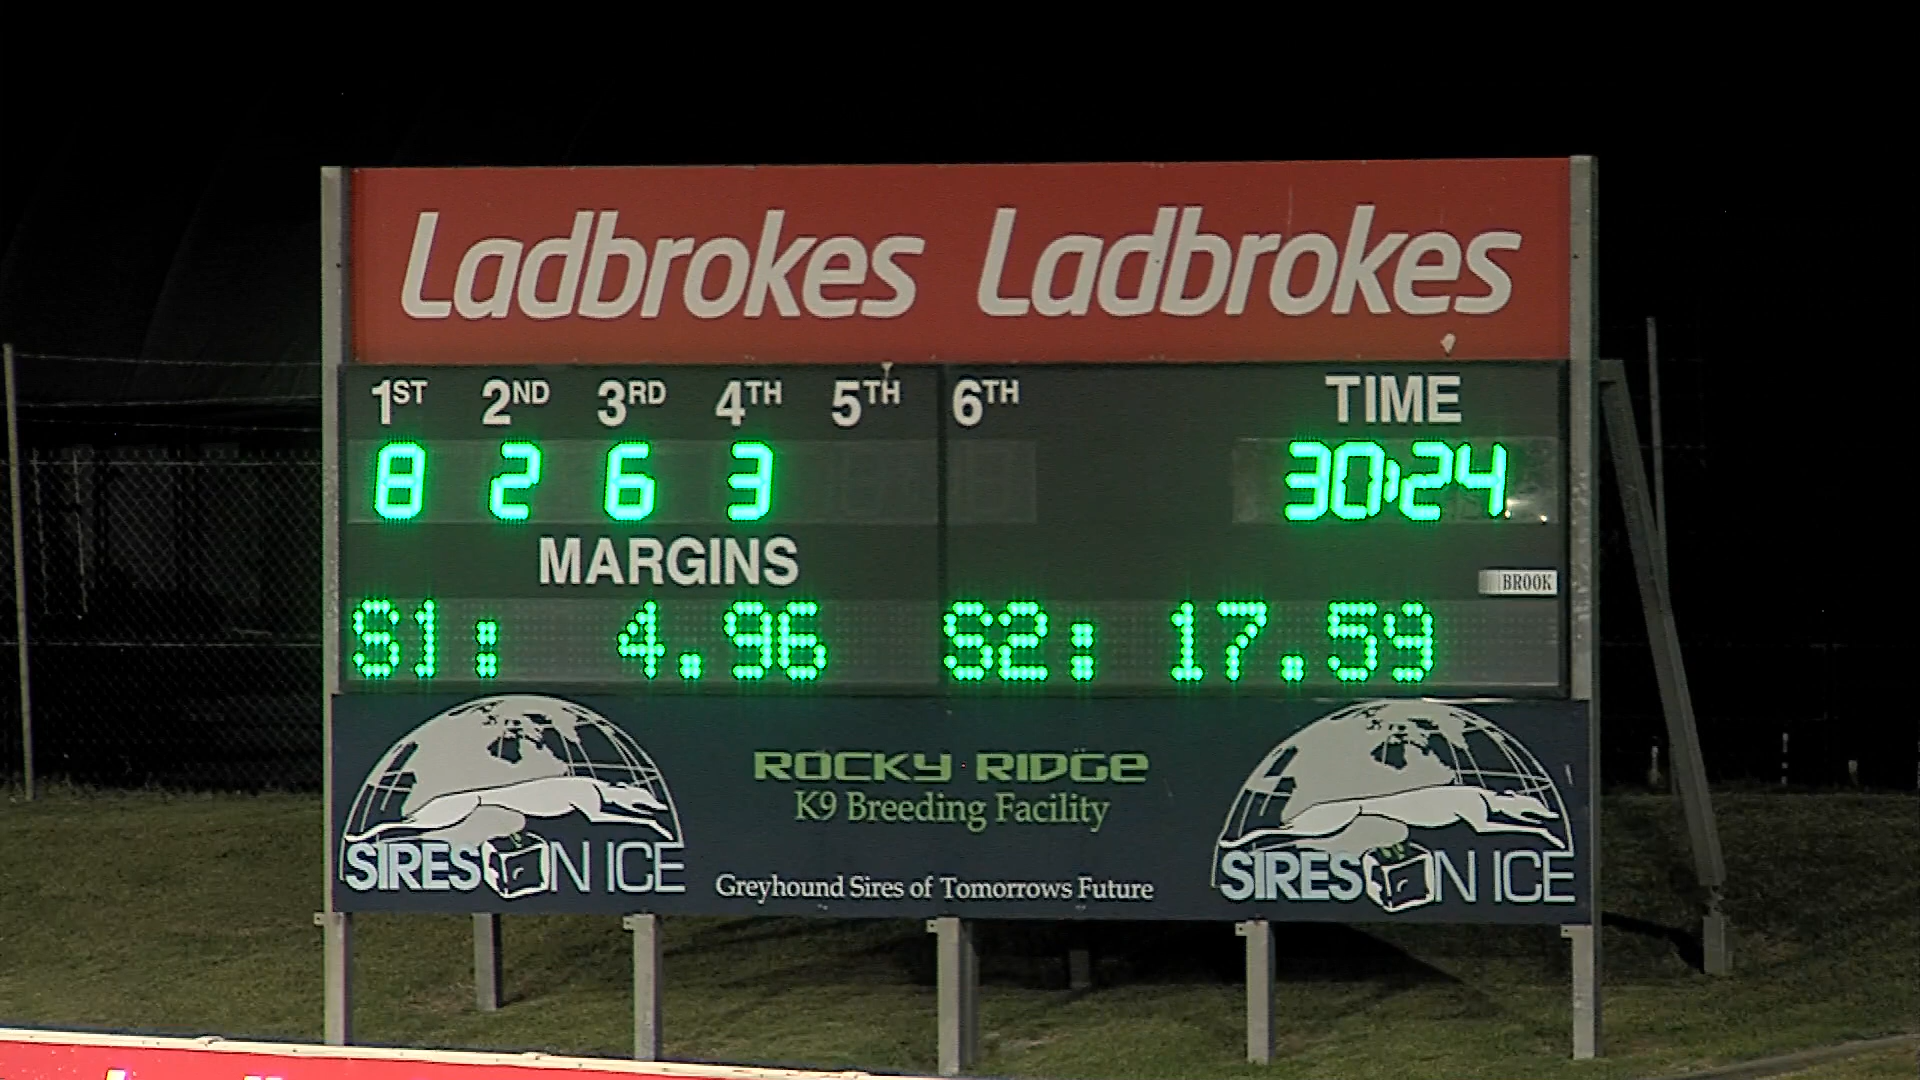 Ladbrokes Ladbrokes
1ST 2ND 3RD 4TH 5TH 6TH TIME
8 2 6 3 30:24
MARGINS
BROOK
S1: 4.96 S2: 17.59
ROCKY RIDGE
K9 Breeding Facility
SIRES ON ICE
Greyhound Sires of Tomorrows Future
SIRES ON ICE